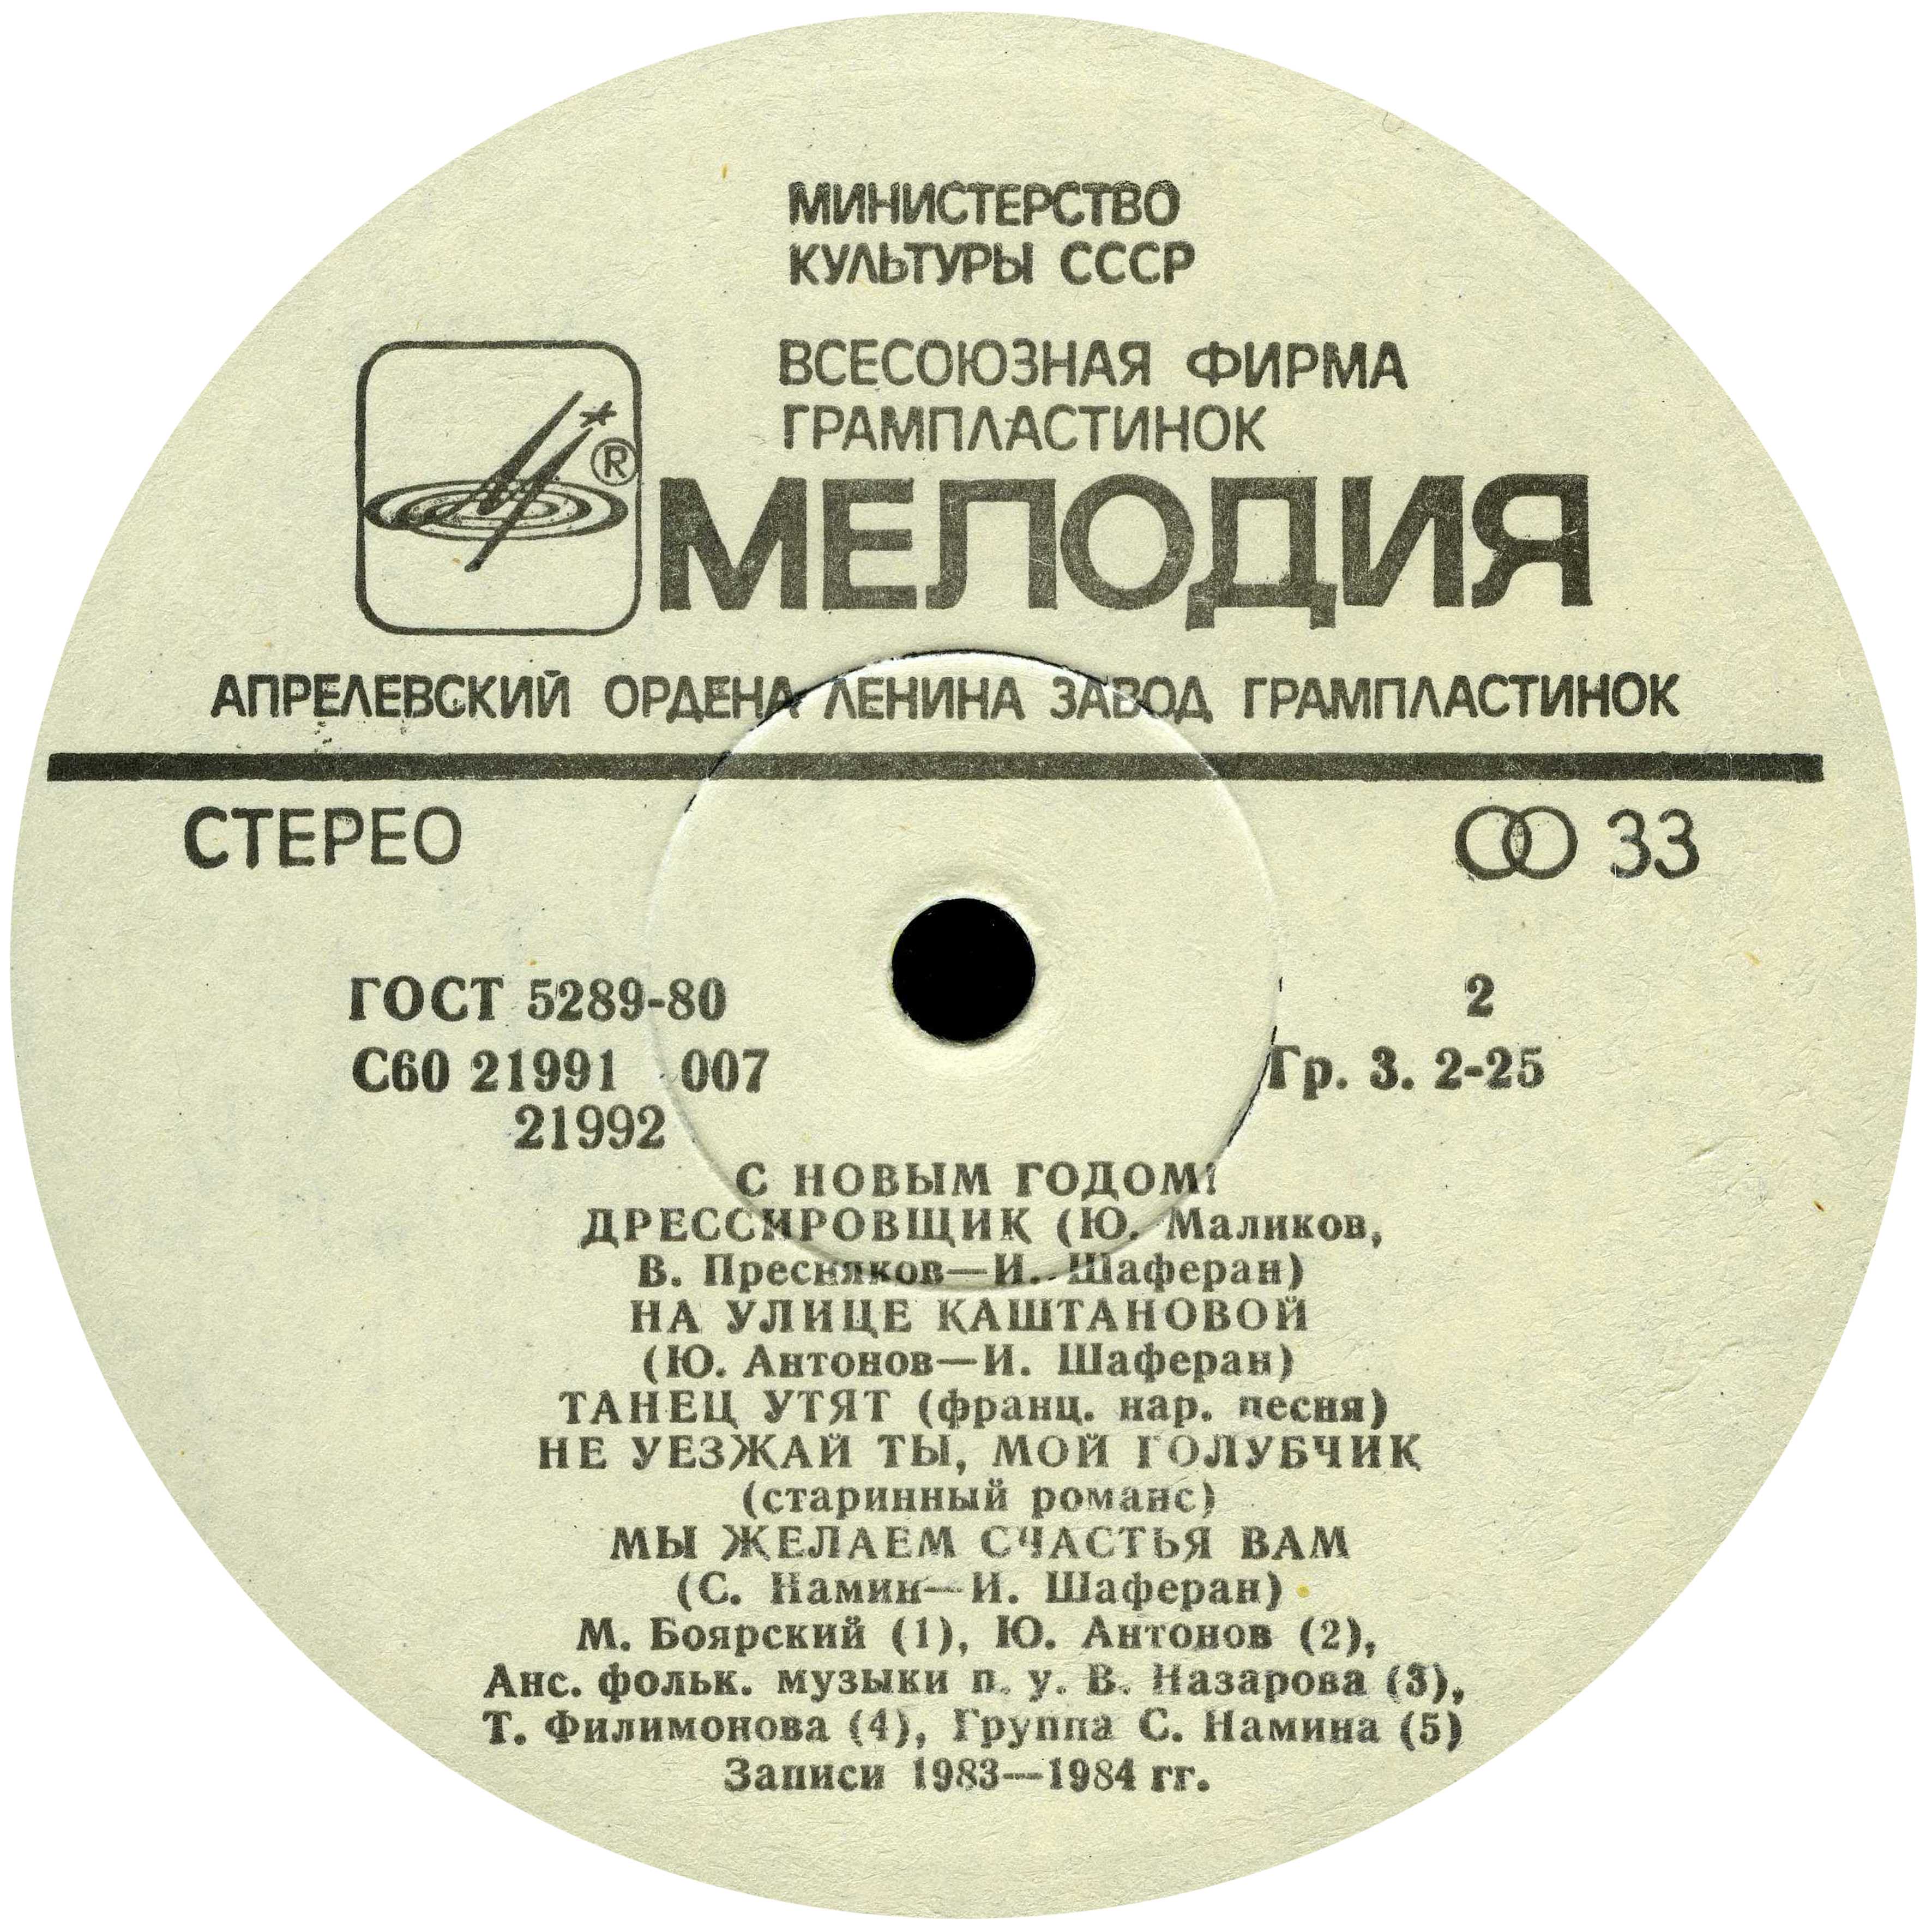 МИНИСТЕРСТВО
КУЛЬТУРЫ СССР
ВСЕСОЮЗНАЯ ФИРМА
ГРАМПЛАСТИНОК
®
МЕЛОДИЯ
АПРЕЛЕВСКИЙ ОРДЕНА ЛЕНИНА ЗАВОД ГРАМПЛАСТИНОК
СТЕРЕО 33
ГОСТ 5289-80 2
С60 21991 007 Гр. 3. 2-25
21992
С НОВЫМ ГОДОМ!
ДРЕССИРОВЩИК (Ю. Маликов,
В. Пресняков—И. Шаферан)
НА УЛИЦЕ КАШТАНОВОЙ
(Ю. Антонов—И. Шаферан)
ТАНЕЦ УТЯТ (франц. нар. песня)
НЕ УЕЗЖАЙ ТЫ, МОЙ ГОЛУБЧИК
(старинный романс)
МЫ ЖЕЛАЕМ СЧАСТЬЯ ВАМ
(С. Намин—И. Шаферан)
М. Боярский (1), Ю. Антонов (2),
Анс. фольк. музыки п. у. В. Назарова (3),
Т. Филимонова (4), Группа С. Намина (5)
Записи 1983—1984 гг.